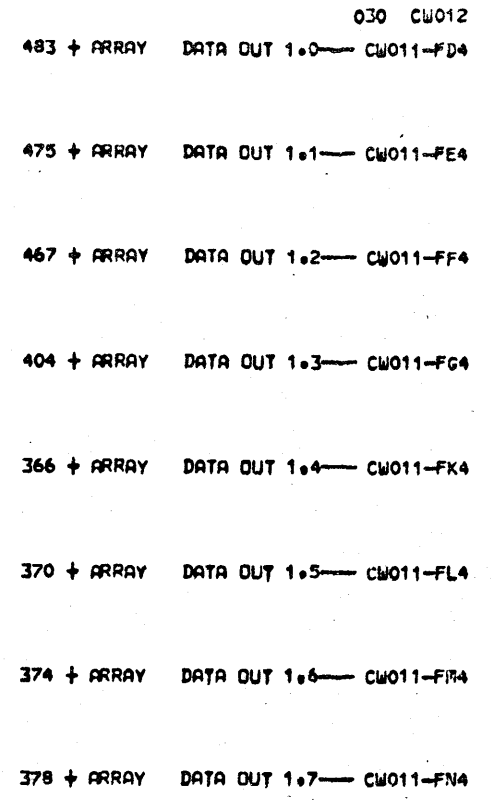 030 CW012
483 + ARRAY DATA OUT 1.0—— CW011-FD4
475 + ARRAY DATA OUT 1.1—— CW011-FE4
467 + ARRAY DATA OUT 1.2—— CW011-FF4
404 + ARRAY DATA OUT 1.3—— CW011-FG4
366 + ARRAY DATA OUT 1.4—— CW011-FK4
370 + ARRAY DATA OUT 1.5—— CW011-FL4
374 + ARRAY DATA OUT 1.6—— CW011-FM4
378 + ARRAY DATA OUT 1.7—— CW011-FN4